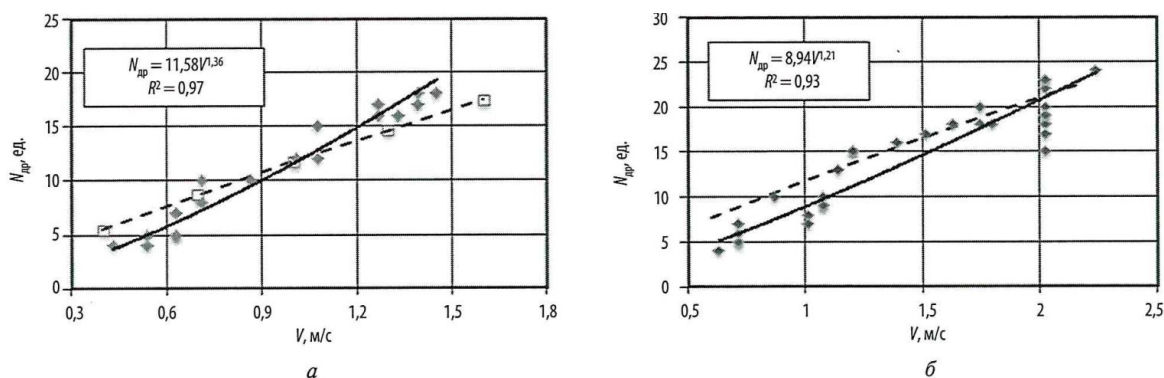 25
20
15
10
5
0
N_др, ед.
N_др = 11,58V^1,36
R² = 0,97
0,3 0,6 0,9 1,2 1,5 1,8
V, м/с
а
30
25
20
15
10
5
0
N_др, ед.
N_др = 8,94V^1,21
R² = 0,93
0,5 1 1,5 2 2,5
V, м/с
б